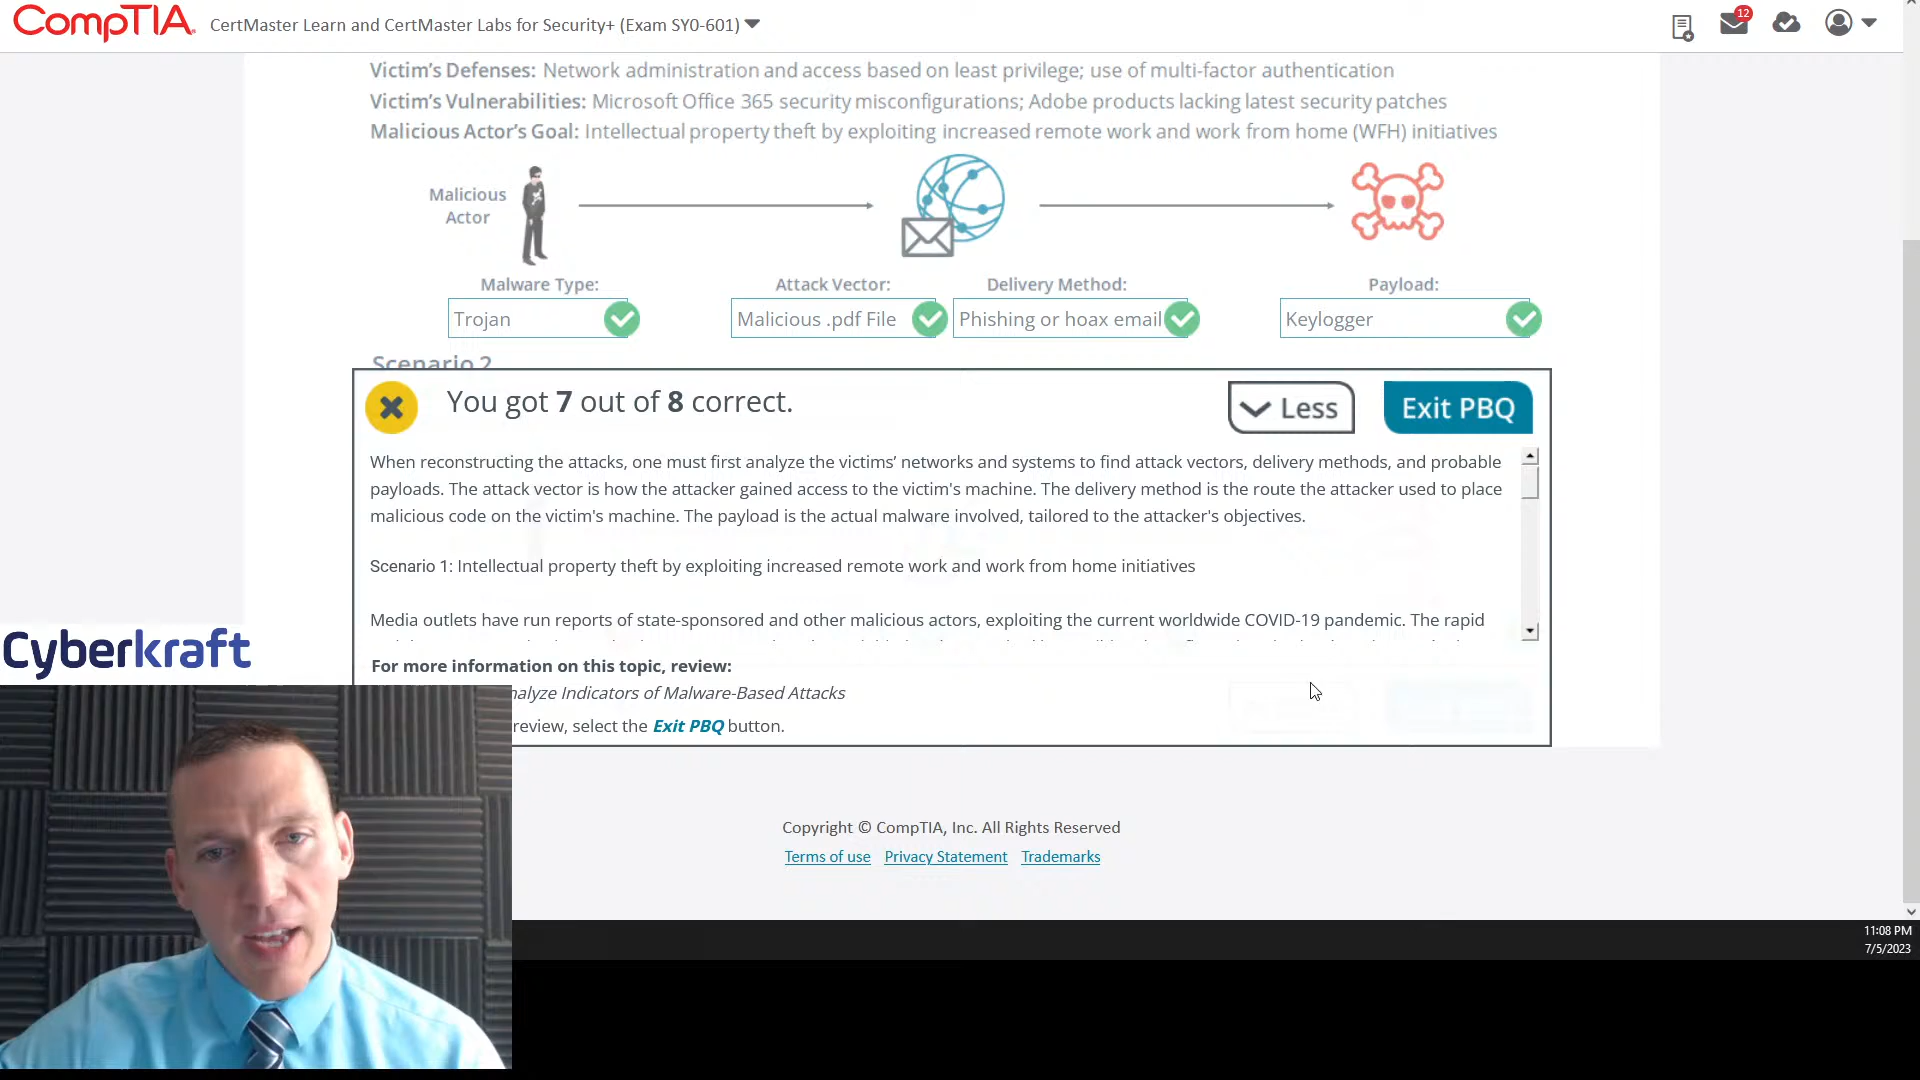 CompTIA.
CertMaster Learn and CertMaster Labs for Security+ (Exam SY0-601)
12
Victim's Defenses: Network administration and access based on least privilege; use of multi-factor authentication
Victim's Vulnerabilities: Microsoft Office 365 security misconfigurations; Adobe products lacking latest security patches
Malicious Actor's Goal: Intellectual property theft by exploiting increased remote work and work from home (WFH) initiatives
Malicious
Actor
Malware Type: Attack Vector: Delivery Method: Payload:
Trojan Malicious .pdf File Phishing or hoax email Keylogger
Scenario 2
You got 7 out of 8 correct.
Less
Exit PBQ
When reconstructing the attacks, one must first analyze the victims' networks and systems to find attack vectors, delivery methods, and probable
payloads. The attack vector is how the attacker gained access to the victim's machine. The delivery method is the route the attacker used to place
malicious code on the victim's machine. The payload is the actual malware involved, tailored to the attacker's objectives.
Scenario 1: Intellectual property theft by exploiting increased remote work and work from home initiatives
Media outlets have run reports of state-sponsored and other malicious actors, exploiting the current worldwide COVID-19 pandemic. The rapid
For more information on this topic, review:
nalyze Indicators of Malware-Based Attacks
review, select the Exit PBQ button.
Cyberkraft
Copyright © CompTIA, Inc. All Rights Reserved
Terms of use Privacy Statement Trademarks
11:08 PM
7/5/2023